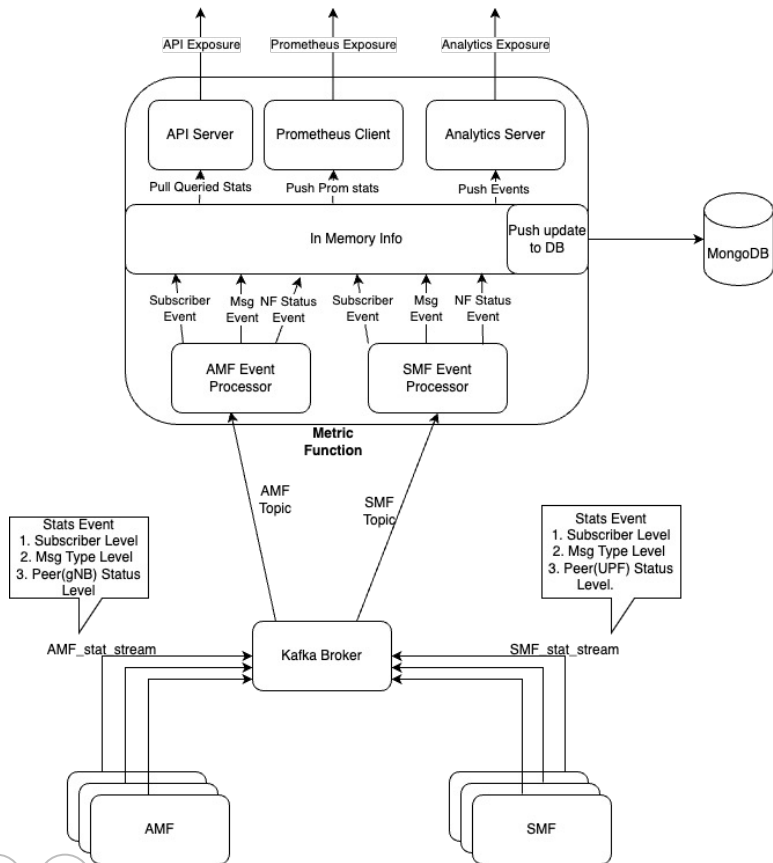 API Exposure
Prometheus Exposure
Analytics Exposure
API Server
Prometheus Client
Analytics Server
Pull Queried Stats
Push Prom stats
Push Events
In Memory Info
Push update
to DB
MongoDB
Subscriber
Event
Msg
Event
NF Status
Event
Subscriber
Event
Msg
Event
NF Status
Event
AMF Event
Processor
SMF Event
Processor
Metric
Function
AMF
Topic
SMF
Topic
Stats Event
1. Subscriber Level
2. Msg Type Level
3. Peer(gNB) Status
Level
Stats Event
1. Subscriber Level
2. Msg Type Level
3. Peer(UPF) Status
Level.
AMF_stat_stream
Kafka Broker
SMF_stat_stream
AMF
SMF